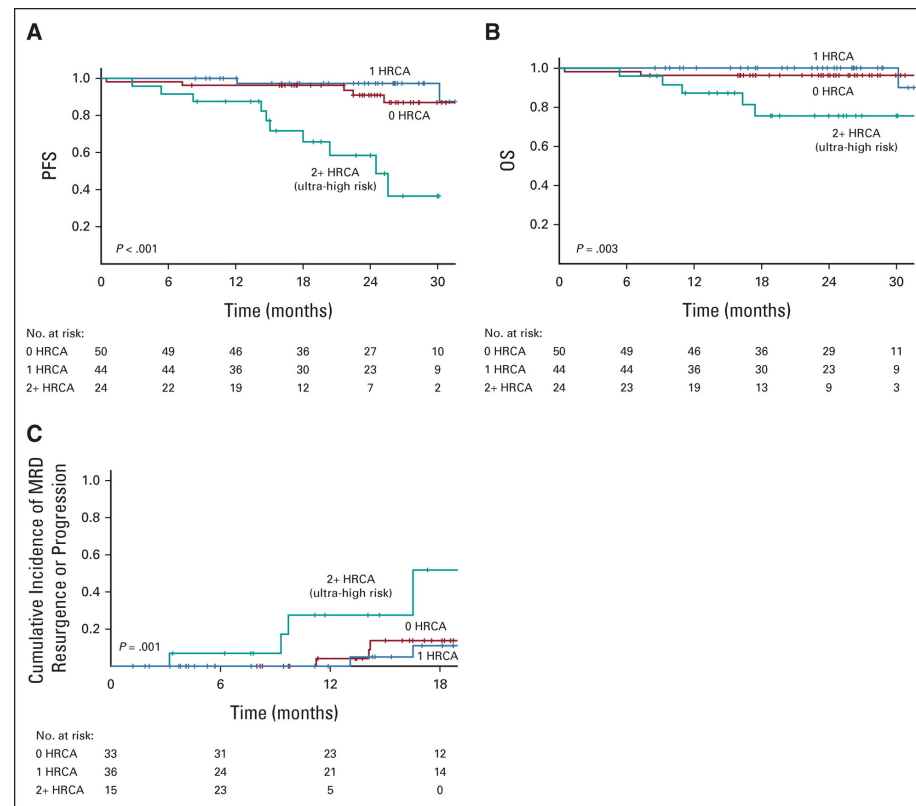 A
1.0
0.8
0.6
0.4
0.2
PFS
1 HRCA
0 HRCA
2+ HRCA
(ultra-high risk)
P < .001
0 6 12 18 24 30
Time (months)
No. at risk:
0 HRCA 50 49 46 36 27 10
1 HRCA 44 44 36 30 23 9
2+ HRCA 24 22 19 12 7 2
B
1.0
0.8
0.6
0.4
0.2
OS
1 HRCA
0 HRCA
2+ HRCA
(ultra-high risk)
P = .003
0 6 12 18 24 30
Time (months)
No. at risk:
0 HRCA 50 49 46 36 29 11
1 HRCA 44 44 36 30 23 9
2+ HRCA 24 23 19 13 9 3
C
1.0
0.8
0.6
0.4
0.2
Cumulative Incidence of MRD
Resurgence or Progression
2+ HRCA
(ultra-high risk)
0 HRCA
1 HRCA
P = .001
0 6 12 18
Time (months)
No. at risk:
0 HRCA 33 31 23 12
1 HRCA 36 24 21 14
2+ HRCA 15 23 5 0